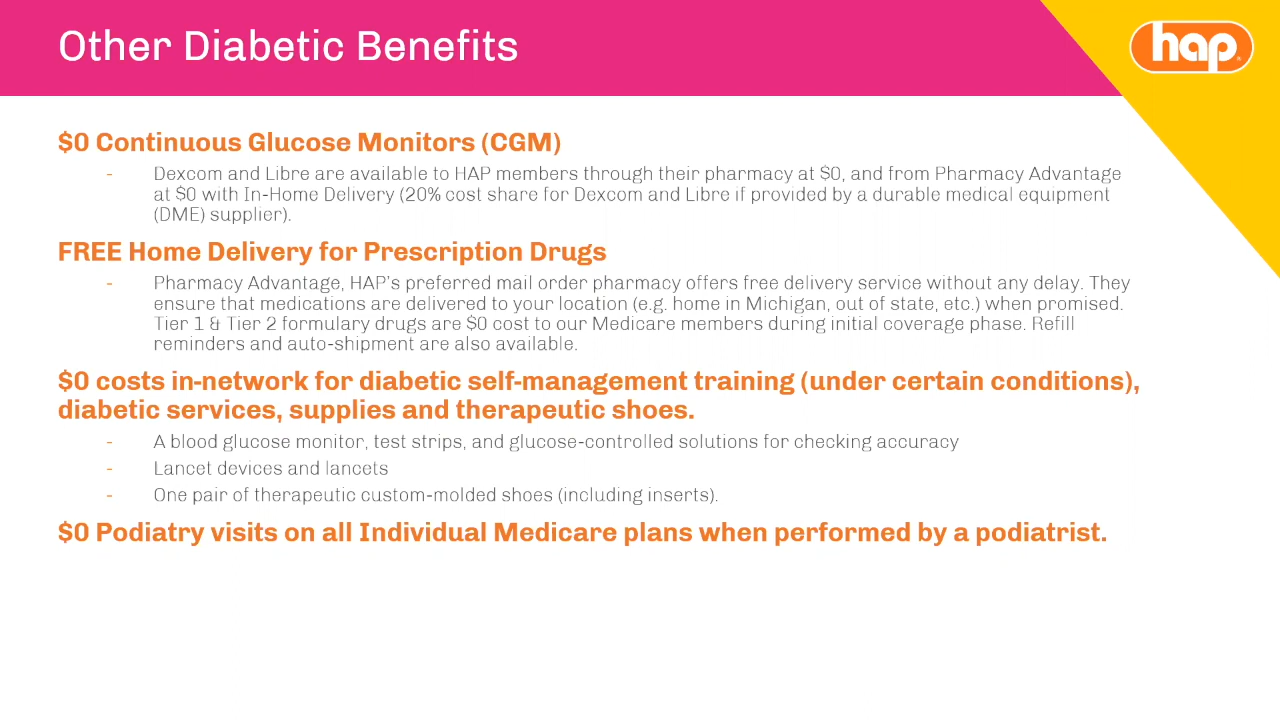 Other Diabetic Benefits
hap®
$0 Continuous Glucose Monitors (CGM)
- Dexcom and Libre are available to HAP members through their pharmacy at $0, and from Pharmacy Advantage
at $0 with In-Home Delivery (20% cost share for Dexcom and Libre if provided by a durable medical equipment
(DME) supplier).
FREE Home Delivery for Prescription Drugs
- Pharmacy Advantage, HAP's preferred mail order pharmacy offers free delivery service without any delay. They
ensure that medications are delivered to your location (e.g. home in Michigan, out of state, etc.) when promised.
Tier 1 & Tier 2 formulary drugs are $0 cost to our Medicare members during initial coverage phase. Refill
reminders and auto-shipment are also available.
$0 costs in-network for diabetic self-management training (under certain conditions),
diabetic services, supplies and therapeutic shoes.
- A blood glucose monitor, test strips, and glucose-controlled solutions for checking accuracy
- Lancet devices and lancets
- One pair of therapeutic custom-molded shoes (including inserts).
$0 Podiatry visits on all Individual Medicare plans when performed by a podiatrist.